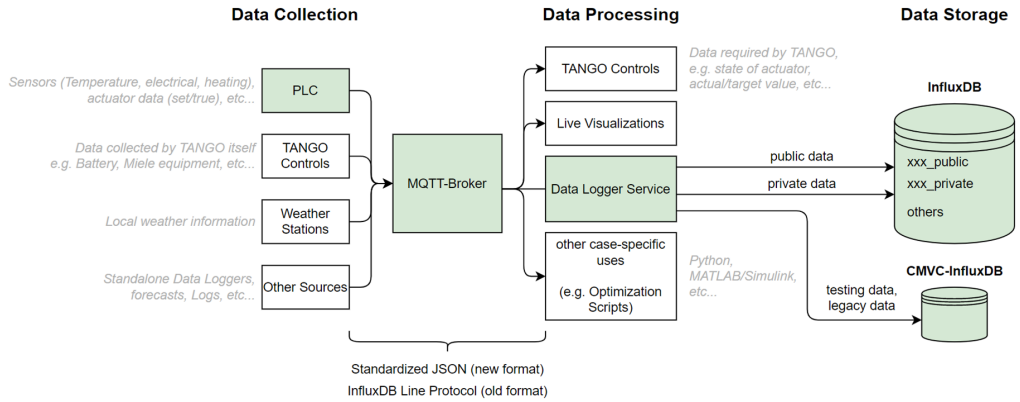 Data Collection
Data Processing
Data Storage
Sensors (Temperature, electrical, heating),
actuator data (set/true), etc...
PLC
Data collected by TANGO itself
e.g. Battery, Miele equipment, etc...
TANGO
Controls
Local weather information
Weather
Stations
Standalone Data Loggers,
forecasts, Logs, etc...
Other Sources
MQTT-Broker
TANGO Controls
Data required by TANGO,
e.g. state of actuator,
actual/target value, etc...
Live Visualizations
Data Logger Service
other case-specific
uses
(e.g. Optimization
Scripts)
Python,
MATLAB/Simulink,
etc...
public data
private data
testing data,
legacy data
InfluxDB
xxx_public
xxx_private
others
CMVC-InfluxDB
Standardized JSON (new format)
InfluxDB Line Protocol (old format)